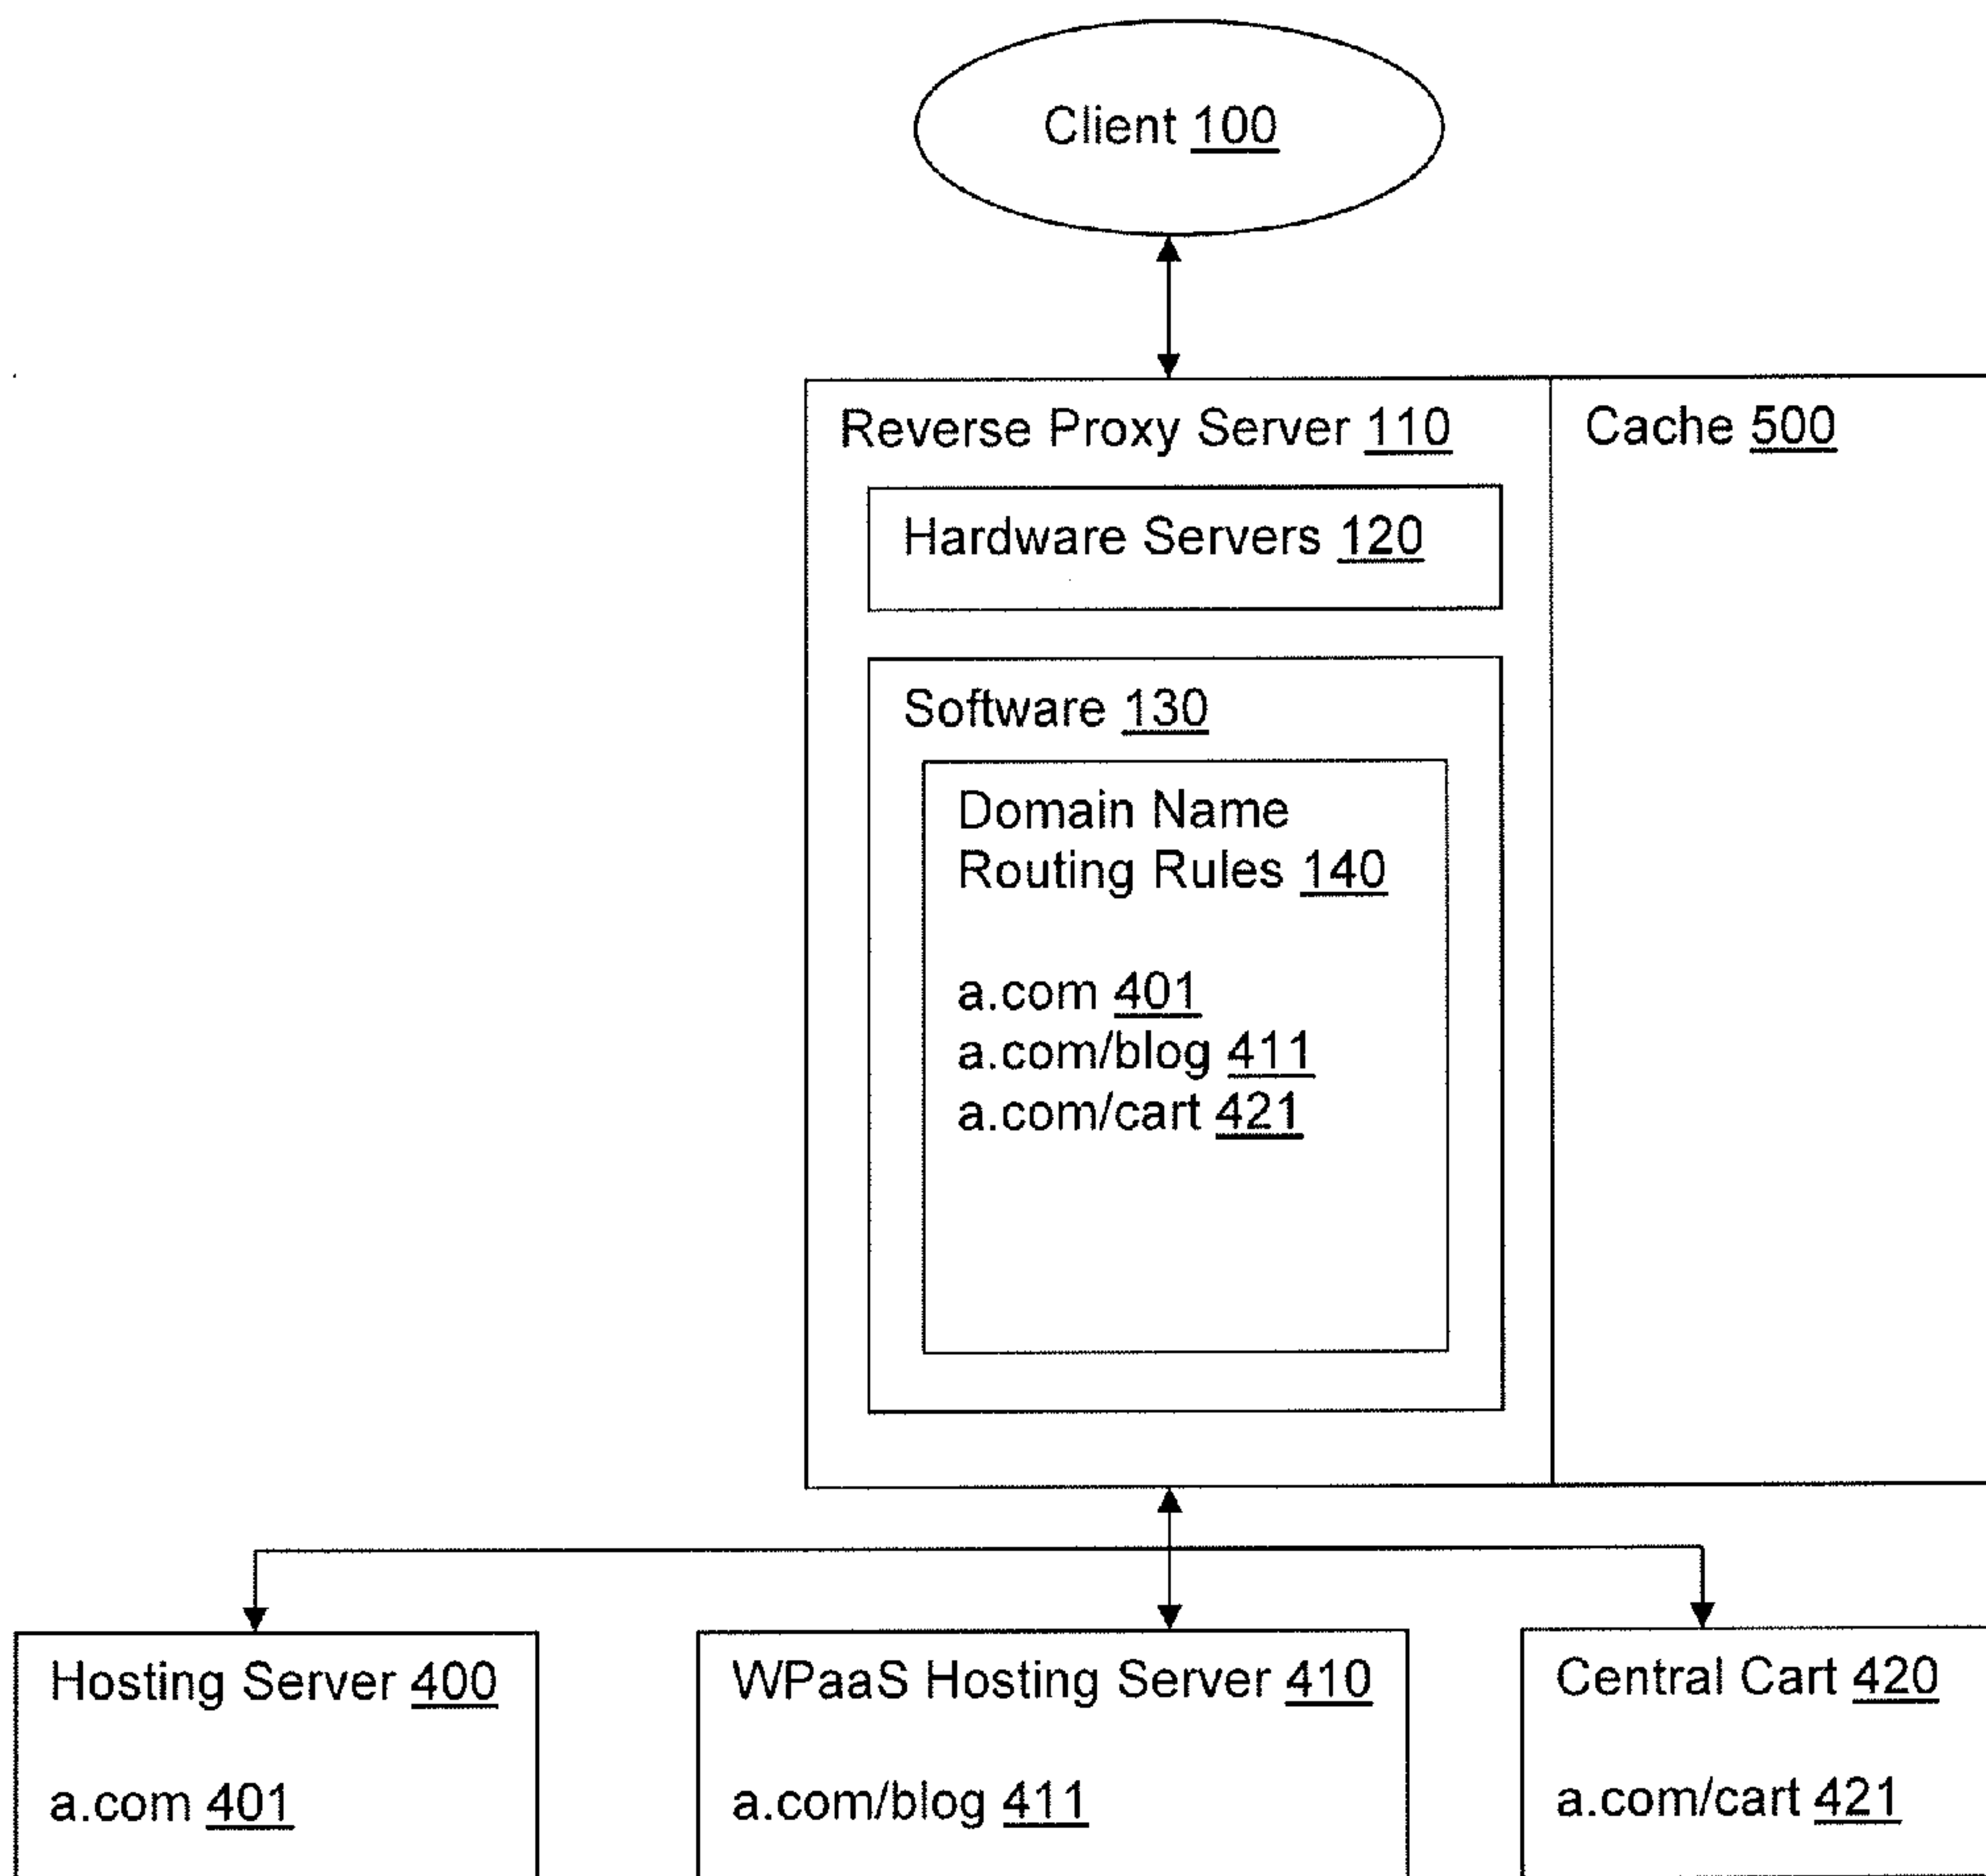 Client 100
Reverse Proxy Server 110
Cache 500
Hardware Servers 120
Software 130
Domain Name
Routing Rules 140
a.com 401
a.com/blog 411
a.com/cart 421
Hosting Server 400
a.com 401
WPaaS Hosting Server 410
a.com/blog 411
Central Cart 420
a.com/cart 421